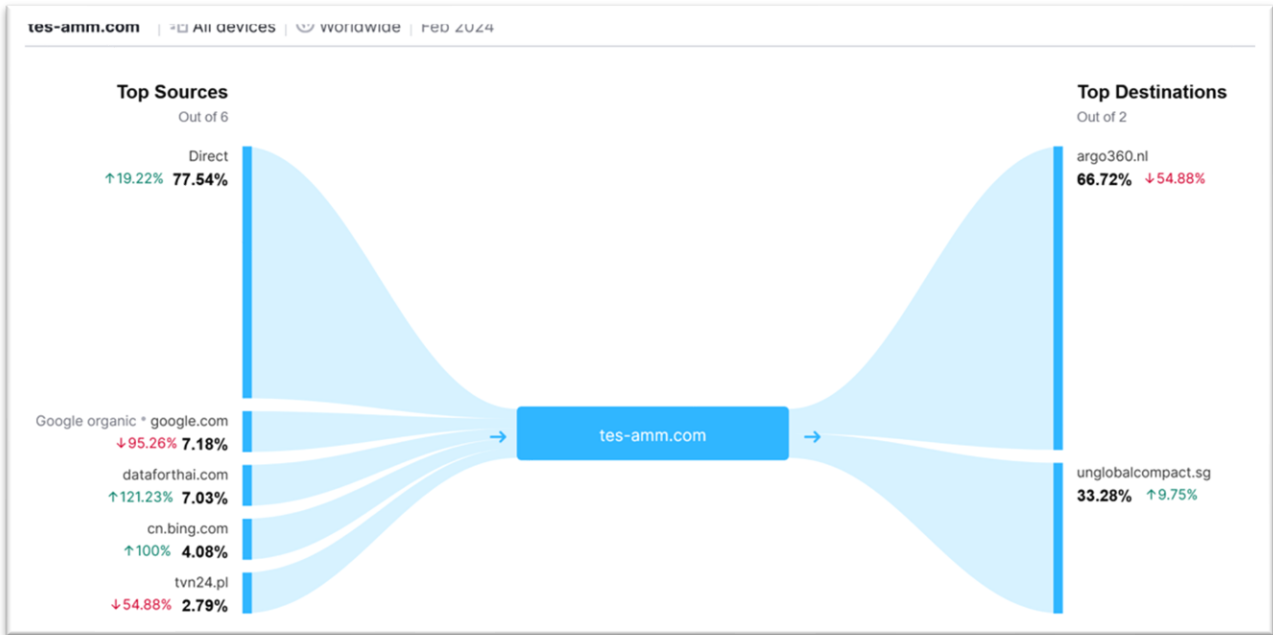 tes-amm.com All devices Worldwide Feb 2024
Top Sources
Out of 6
Direct
↑19.22% 77.54%
Google organic * google.com
↓95.26% 7.18%
dataforthai.com
↑121.23% 7.03%
cn.bing.com
↑100% 4.08%
tvn24.pl
↓54.88% 2.79%
→ tes-amm.com →
Top Destinations
Out of 2
argo360.nl
66.72% ↓54.88%
unglobalcompact.sg
33.28% ↑9.75%